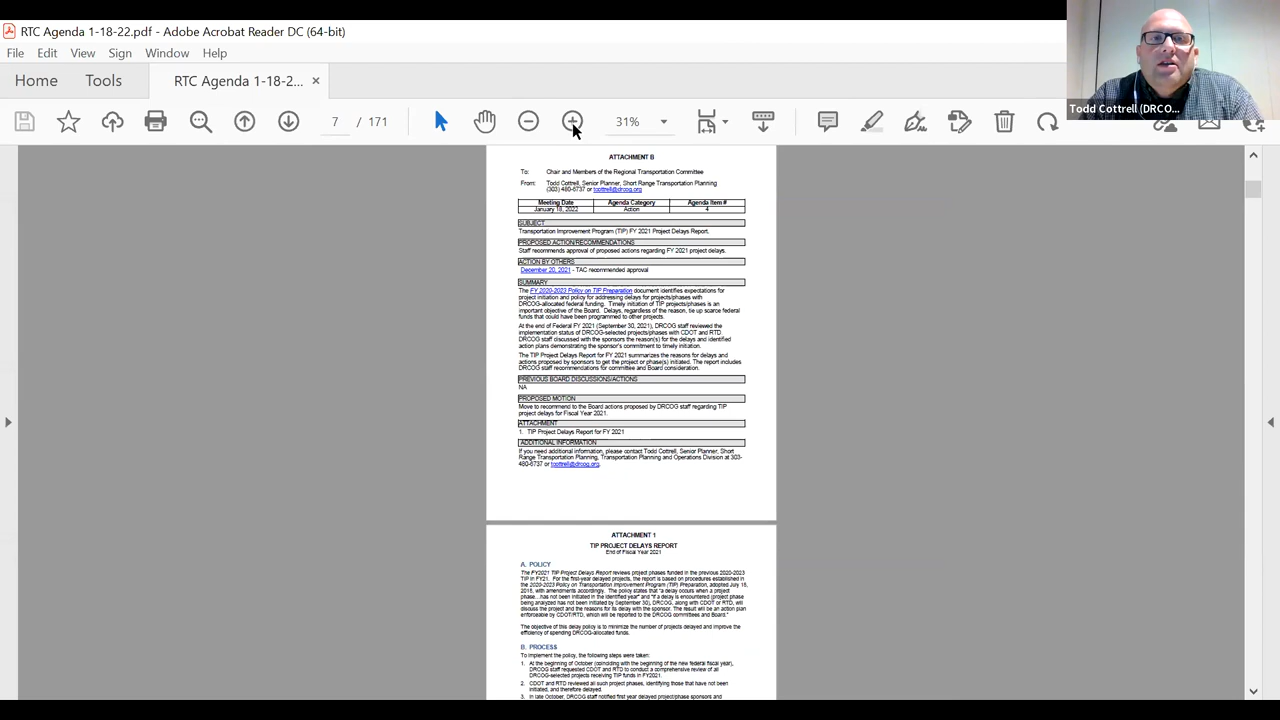 RTC Agenda 1-18-22.pdf - Adobe Acrobat Reader DC (64-bit)
File Edit View Sign Window Help
Home Tools RTC Agenda 1-18-2... ×
7 / 171 31%
Todd Cottrell (DRCO...
ATTACHMENT B
To: Chair and Members of the Regional Transportation Committee
From: Todd Cottrell, Senior Planner, Short Range Transportation Planning
(303) 480-6737 or tcottrell@drcog.org
Meeting Date Agenda Category Agenda Item #
January 18, 2022 Action 4
SUBJECT
Transportation Improvement Program (TIP) FY 2021 Project Delays Report.
PROPOSED ACTION/RECOMMENDATIONS
Staff recommends approval of proposed actions regarding FY 2021 project delays.
ACTION BY OTHERS
December 20, 2021 - TAC recommended approval
SUMMARY
The FY 2020-2023 Policy on TIP Preparation document identifies expectations for
project initiation and policy for addressing delays for projects/phases with
DRCOG-allocated federal funding. Timely initiation of TIP projects/phases is an
important objective of the Board. Delays, regardless of the reason, tie up scarce federal
funds that could have been programmed to other projects.
At the end of Federal FY 2021 (September 30, 2021), DRCOG staff reviewed the
implementation status of DRCOG-selected projects/phases with CDOT and RTD.
DRCOG staff discussed with the sponsors the reason(s) for the delays and identified
action plans demonstrating the sponsor's commitment to timely initiation.
The TIP Project Delays Report for FY 2021 summarizes the reasons for delays and
actions proposed by sponsors to get the project or phase(s) initiated. The report includes
DRCOG staff recommendations for committee and Board consideration.
PREVIOUS BOARD DISCUSSIONS/ACTIONS
NA
PROPOSED MOTION
Move to recommend to the Board actions proposed by DRCOG staff regarding TIP
project delays for Fiscal Year 2021.
ATTACHMENT
1. TIP Project Delays Report for FY 2021
ADDITIONAL INFORMATION
If you need additional information, please contact Todd Cottrell, Senior Planner, Short
Range Transportation Planning, Transportation Planning and Operations Division at 303-
480-6737 or tcottrell@drcog.org.
ATTACHMENT 1
TIP PROJECT DELAYS REPORT
End of Fiscal Year 2021
A. POLICY
The FY2021 TIP Project Delays Report reviews project phases funded in the previous 2020-2023
TIP in FY21. For the first-year delayed projects, the report is based on procedures established in
the 2020-2023 Policy on Transportation Improvement Program (TIP) Preparation, adopted July 18,
2018, with amendments accordingly. The policy states that "a delay occurs when a project
phase...has not been initiated in the identified year" and "if a delay is encountered (project phase
being analyzed has not been initiated by September 30), DRCOG, along with CDOT or RTD, will
discuss the project and the reasons for its delay with the sponsor. The result will be an action plan
enforceable by CDOT/RTD, which will be reported to the DRCOG committees and Board."
The objective of this delay policy is to minimize the number of projects delayed and improve the
efficiency of spending DRCOG-allocated funds.
B. PROCESS
To implement the policy, the following steps were taken:
1. At the beginning of October (coinciding with the beginning of the new federal fiscal year),
DRCOG staff requested CDOT and RTD to conduct a comprehensive review of all
DRCOG-selected projects receiving TIP funds in FY2021.
2. CDOT and RTD reviewed all such project phases, identifying those that have not been
initiated, and therefore delayed.
3. In late October, DRCOG staff notified first year delayed project/phase sponsors and